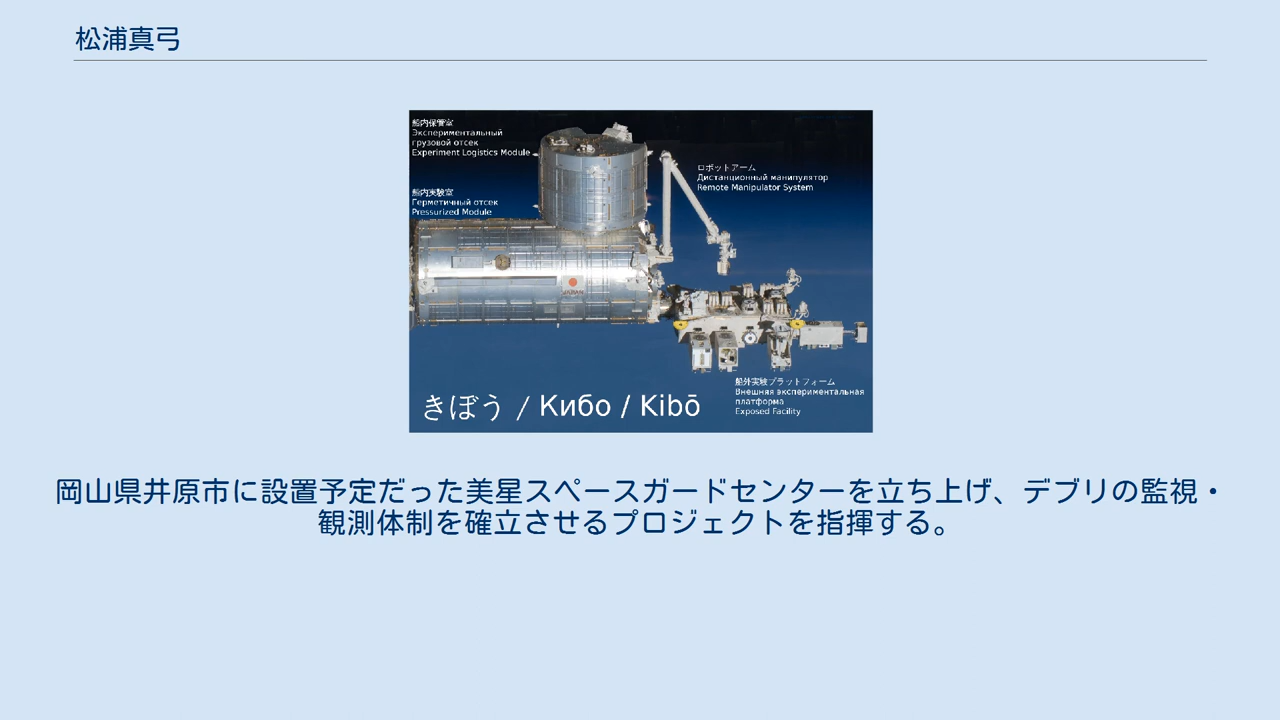 松浦真弓
船内保管室
Экспериментальный
грузовой отсек
Experiment Logistics Module
船内実験室
Герметичный отсек
Pressurized Module
ロボットアーム
Дистанционный манипулятор
Remote Manipulator System
JAPAN
船外実験プラットフォーム
Внешняя экспериментальная
платформа
Exposed Facility
きぼう / Кибо / Kibō
岡山県井原市に設置予定だった美星スペースガードセンターを立ち上げ、デブリの監視・
観測体制を確立させるプロジェクトを指揮する。